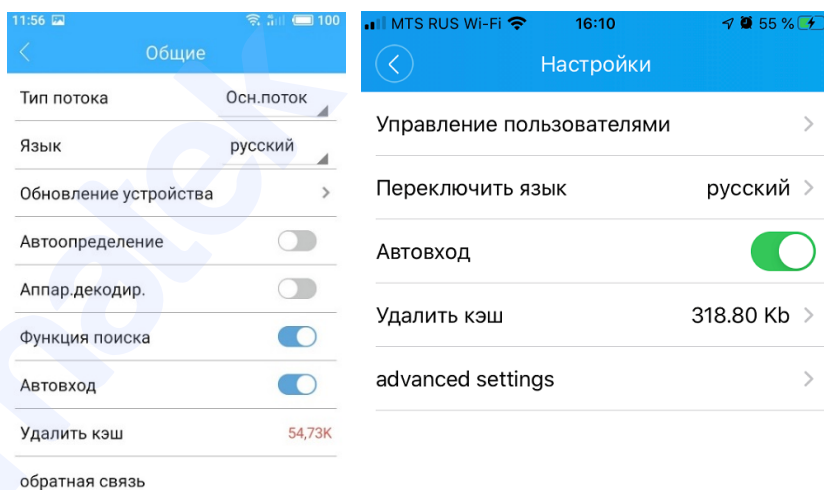 11:56 100
Общие
Тип потока Осн.поток
Язык русский
Обновление устройства
Автоопределение
Аппар.декодир.
Функция поиска
Автовход
Удалить кэш 54,73K
обратная связь
MTS RUS Wi-Fi 16:10 55 %
Настройки
Управление пользователями
Переключить язык русский
Автовход
Удалить кэш 318.80 Kb
advanced settings